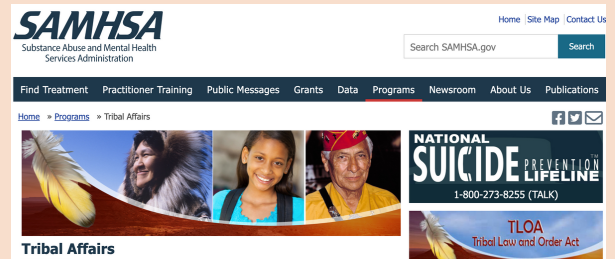 SAMHSA
Substance Abuse and Mental Health
Services Administration
Home | Site Map | Contact Us
Search SAMHSA.gov
Search
Find Treatment Practitioner Training Public Messages Grants Data Programs Newsroom About Us Publications
Home » Programs » Tribal Affairs
NATIONAL
SUICIDE PREVENTION
LIFELINE™
1-800-273-8255 (TALK)
TLOA
Tribal Law and Order Act
Tribal Affairs